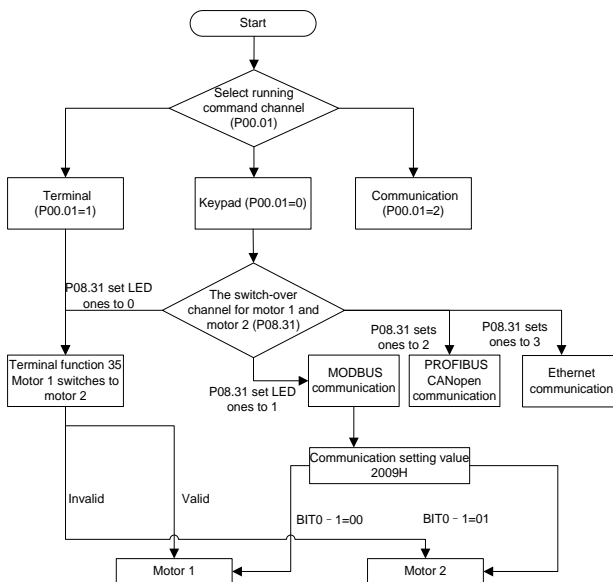 Start
Select running
command channel
(P00.01)
Terminal
(P00.01=1)
Keypad (P00.01=0)
Communication
(P00.01=2)
P08.31 set LED
ones to 0
The switch-over
channel for motor 1 and
motor 2 (P08.31)
P08.31 sets
ones to 2
P08.31 sets
ones to 3
Terminal function 35
Motor 1 switches to
motor 2
P08.31 set LED
ones to 1
MODBUS
communication
PROFIBUS
CANopen
communication
Ethernet
communication
Communication setting value
2009H
Invalid
Valid
BIT0﹣1=00
BIT0﹣1=01
Motor 1
Motor 2